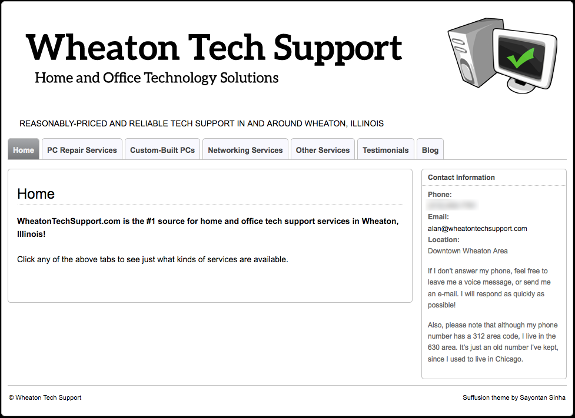 Wheaton Tech Support
Home and Office Technology Solutions
REASONABLY-PRICED AND RELIABLE TECH SUPPORT IN AND AROUND WHEATON, ILLINOIS
Home PC Repair Services Custom-Built PCs Networking Services Other Services Testimonials Blog
Home
WheatonTechSupport.com is the #1 source for home and office tech support services in Wheaton,
Illinois!
Click any of the above tabs to see just what kinds of services are available.
Contact Information
Phone:
Email:
alan@wheatontechsupport.com
Location:
Downtown Wheaton Area
If I don't answer my phone, feel free to
leave me a voice message, or send me
an e-mail. I will respond as quickly as
possible!
Also, please note that although my phone
number has a 312 area code, I live in the
630 area. It's just an old number I've kept,
since I used to live in Chicago.
© Wheaton Tech Support
Suffusion theme by Sayontan Sinha